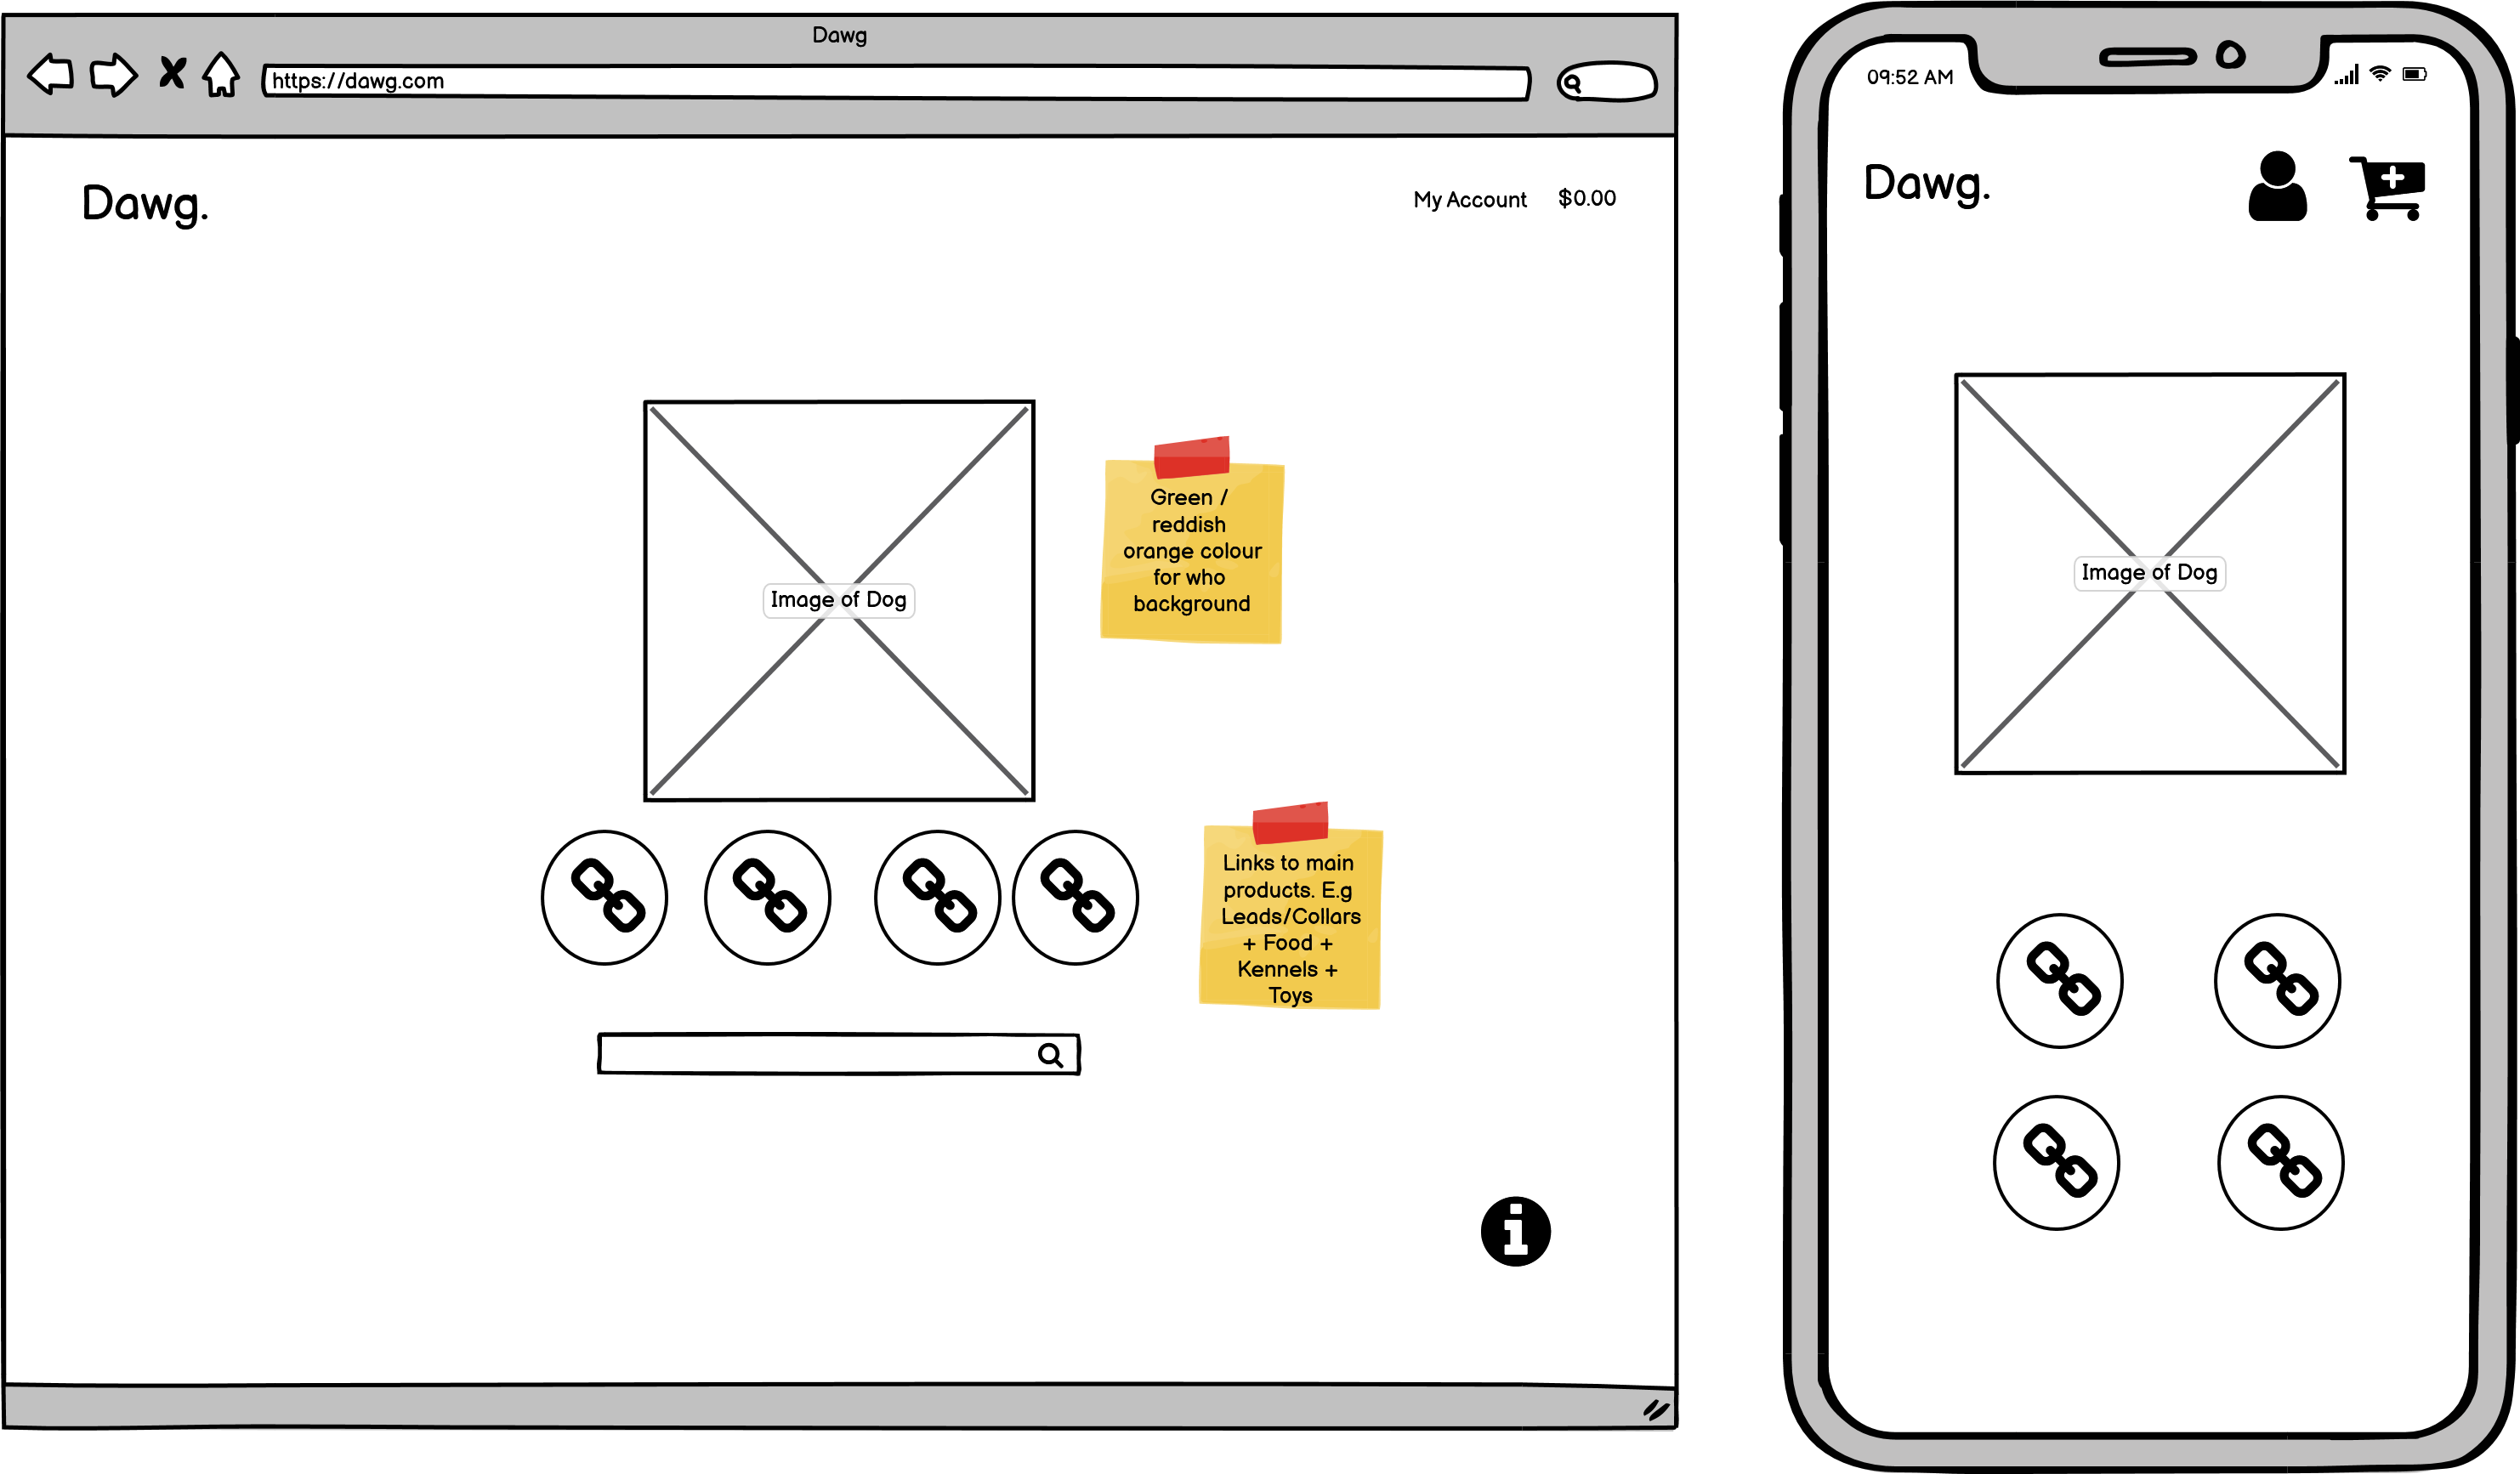 Dawg
https://dawg.com
Dawg.
My Account
$0.00
Image of Dog
Green /
reddish
orange colour
for who
background
Links to main
products. E.g
Leads/Collars
+ Food +
Kennels +
Toys
09:52 AM
Dawg.
Image of Dog